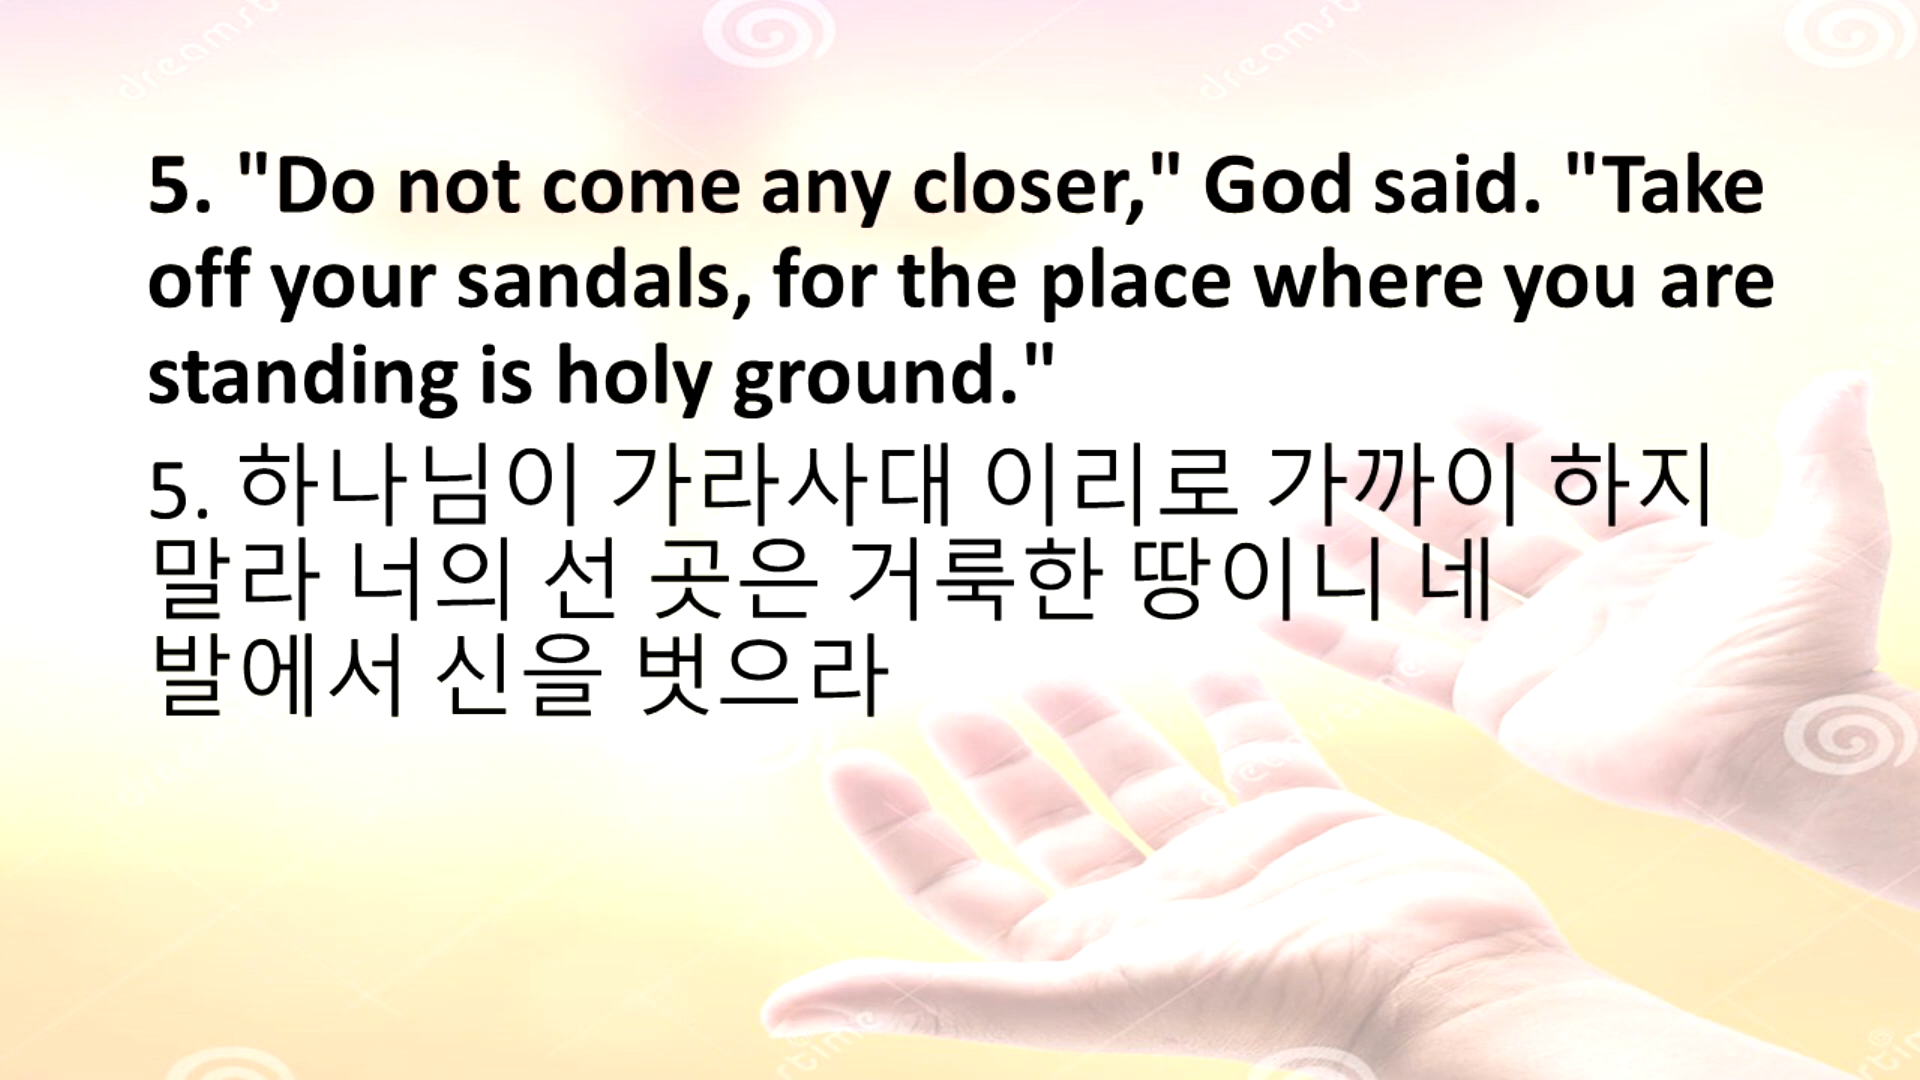 5. "Do not come any closer," God said. "Take
off your sandals, for the place where you are
standing is holy ground."
5. 하나님이 가라사대 이리로 가까이 하지
말라 너의 선 곳은 거룩한 땅이니 네
발에서 신을 벗으라